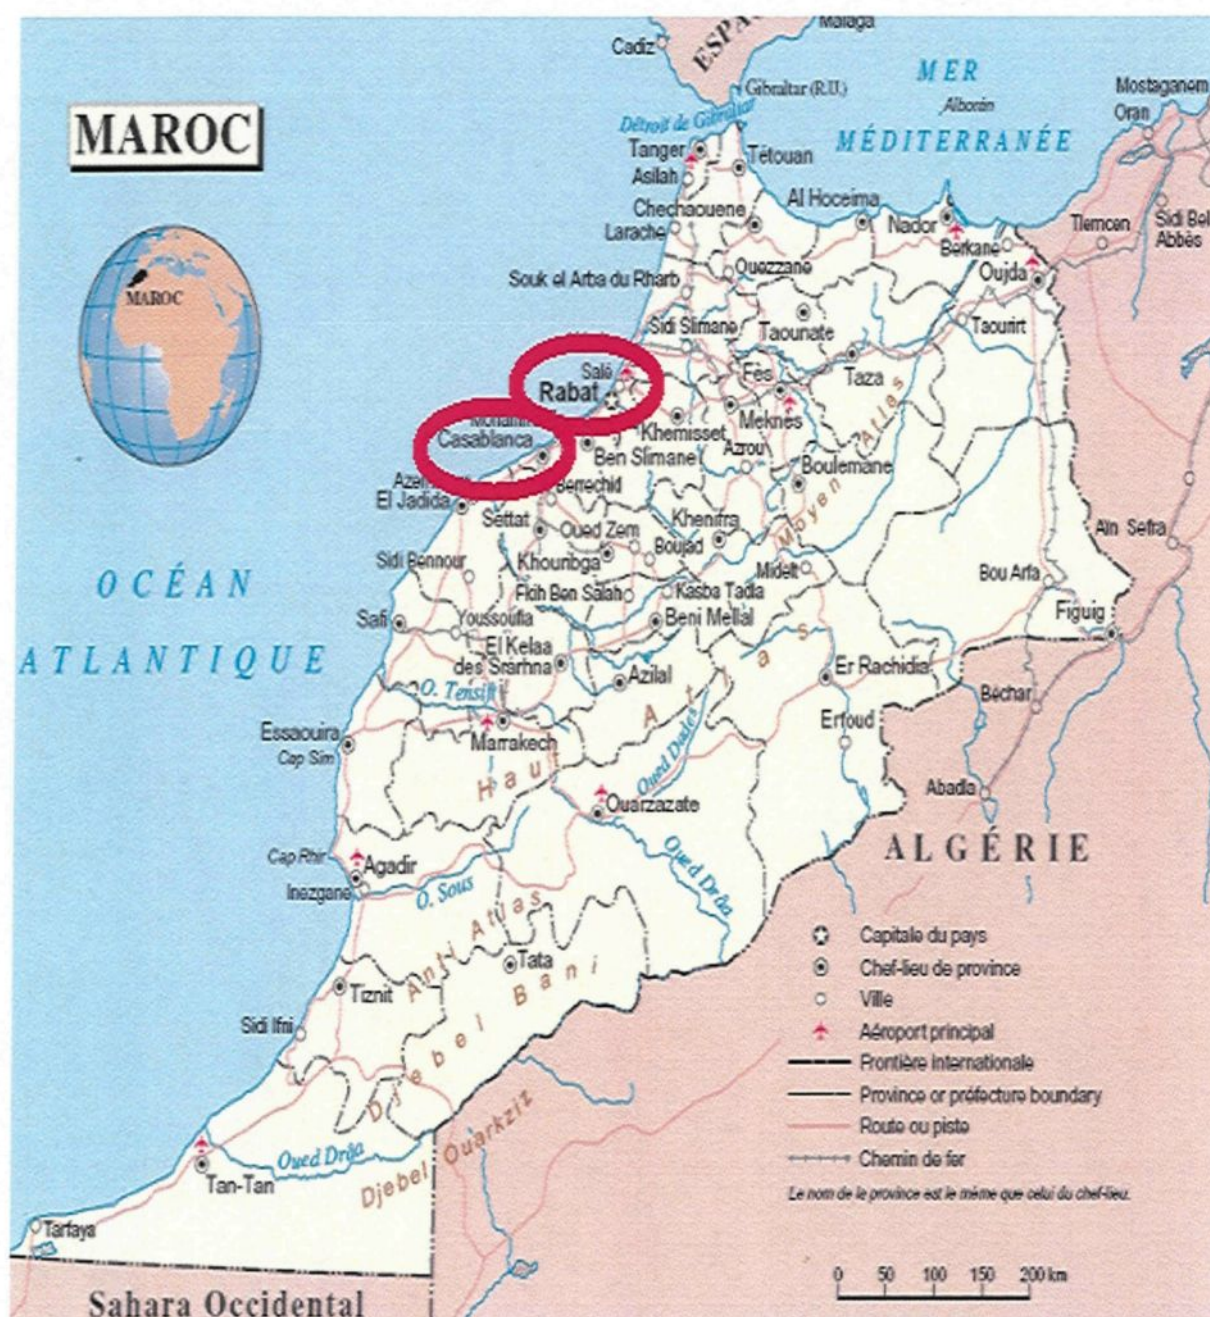 MAROC
MAROC
Cadiz
ESPA
Malaga
Gibraltar (R.U.)
Détroit de Gibraltar
MER
Alborán
MÉDITERRANÉE
Mostaganem
Oran
Tanger
Tétouan
Asilah
Chechaouene
Al Hoceima
Larache
Nador
Berkane
Tlemcen
Sidi Bel
Abbès
Ouezzane
Oujda
Souk el Arba du Rharb
Sidi Slimane
Taounate
Taourirt
Salé
Rabat
Fès
Taza
Casablanca
Khemisset
Meknès
Ben Slimane
Azrou
Boulemane
Moyen Atlas
El Jadida
Berrechid
Settat
Oued Zem
Khenifra
Aïn Sefra
Khouribga
Boujad
Sidi Bennour
Midelt
Bou Arfa
OCÉAN
ATLANTIQUE
Fkih Ben Salah
Kasba Tadla
Figuig
Safi
Youssoufia
Beni Mellal
El Kelaa
des Srarhna
Azilal
Er Rachidia
O. Tensift
Béchar
Essaouira
Cap Sim
Marrakech
Erfoud
Haut Atlas
Oued Dadès
Abadla
Ouarzazate
ALGÉRIE
Cap Rhir
Agadir
Inezgane
O. Sous
Oued Drâa
Anti Atlas
Tata
Tiznit
Djebel Bani
Sidi Ifni
Oued Drâa
Djebel Ouarkziz
Tan-Tan
Tarfaya
Sahara Occidental
Capitale du pays
Chef-lieu de province
Ville
Aéroport principal
Frontière internationale
Province or préfecture boundary
Route ou piste
Chemin de fer
Le nom de la province est le même que celui du chef-lieu.
0 50 100 150 200 km